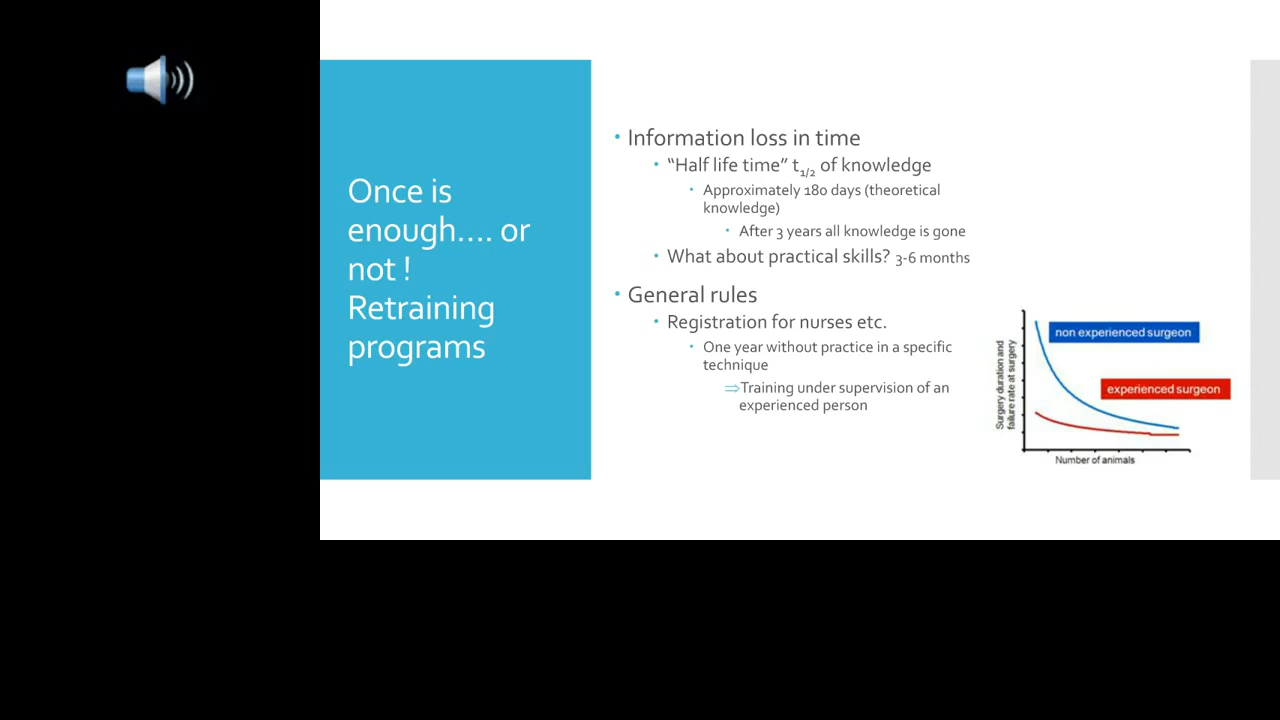 Once is
enough.... or
not !
Retraining
programs
• Information loss in time
• “Half life time” t1/2 of knowledge
• Approximately 180 days (theoretical
knowledge)
• After 3 years all knowledge is gone
• What about practical skills? 3-6 months
• General rules
• Registration for nurses etc.
• One year without practice in a specific
technique
⇒Training under supervision of an
experienced person
Surgery duration and
failure rate at surgery
non experienced surgeon
experienced surgeon
Number of animals